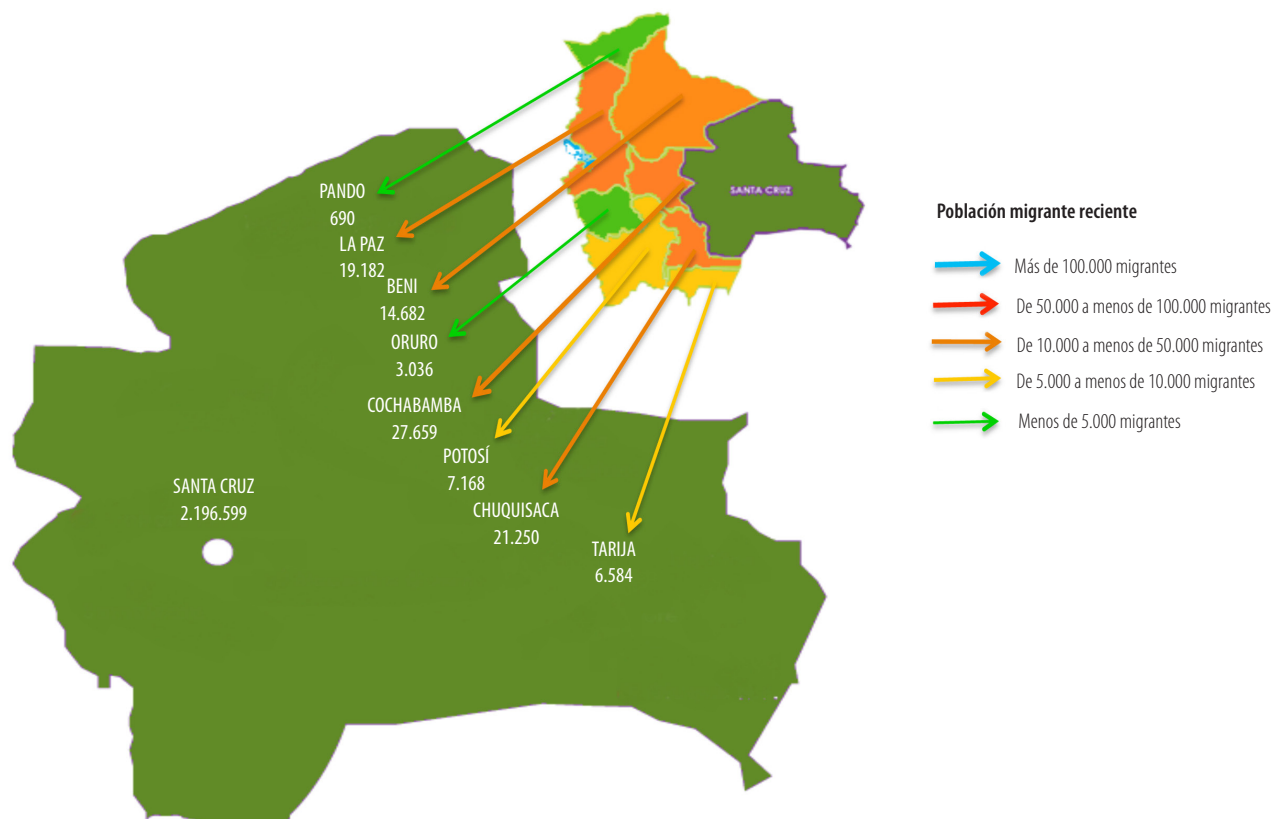 SANTA CRUZ
PANDO
690
LA PAZ
19.182
BENI
14.682
ORURO
3.036
COCHABAMBA
27.659
POTOSÍ
7.168
CHUQUISACA
21.250
TARIJA
6.584
SANTA CRUZ
2.196.599
Población migrante reciente
Más de 100.000 migrantes
De 50.000 a menos de 100.000 migrantes
De 10.000 a menos de 50.000 migrantes
De 5.000 a menos de 10.000 migrantes
Menos de 5.000 migrantes